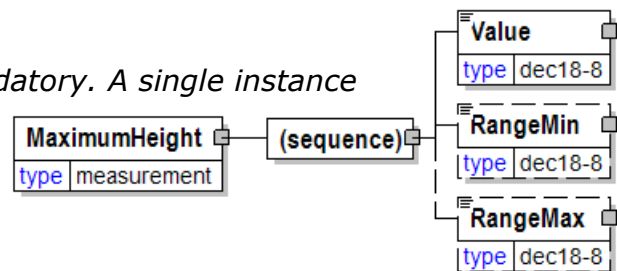 Value
type dec18-8
datory. A single instance
RangeMin
type dec18-8
MaximumHeight
type measurement
(sequence)
RangeMax
type dec18-8